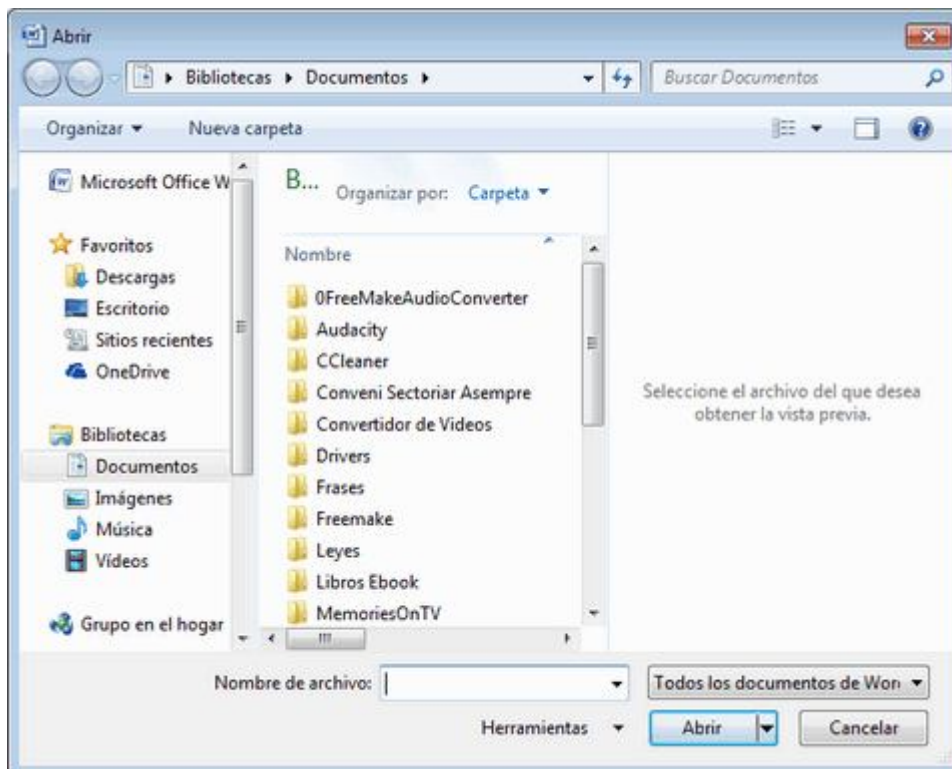 Abrir
Bibliotecas Documentos
Buscar Documentos
Organizar Nueva carpeta
Microsoft Office W
Favoritos
Descargas
Escritorio
Sitios recientes
OneDrive
Bibliotecas
Documentos
Imágenes
Música
Vídeos
Grupo en el hogar
B... Organizar por: Carpeta
Nombre
0FreeMakeAudioConverter
Audacity
CCleaner
Conveni Sectoriar Asempre
Convertidor de Videos
Drivers
Frases
Freemake
Leyes
Libros Ebook
MemoriesOnTV
Seleccione el archivo del que desea
obtener la vista previa.
Nombre de archivo:
Todos los documentos de Wor
Herramientas Abrir Cancelar